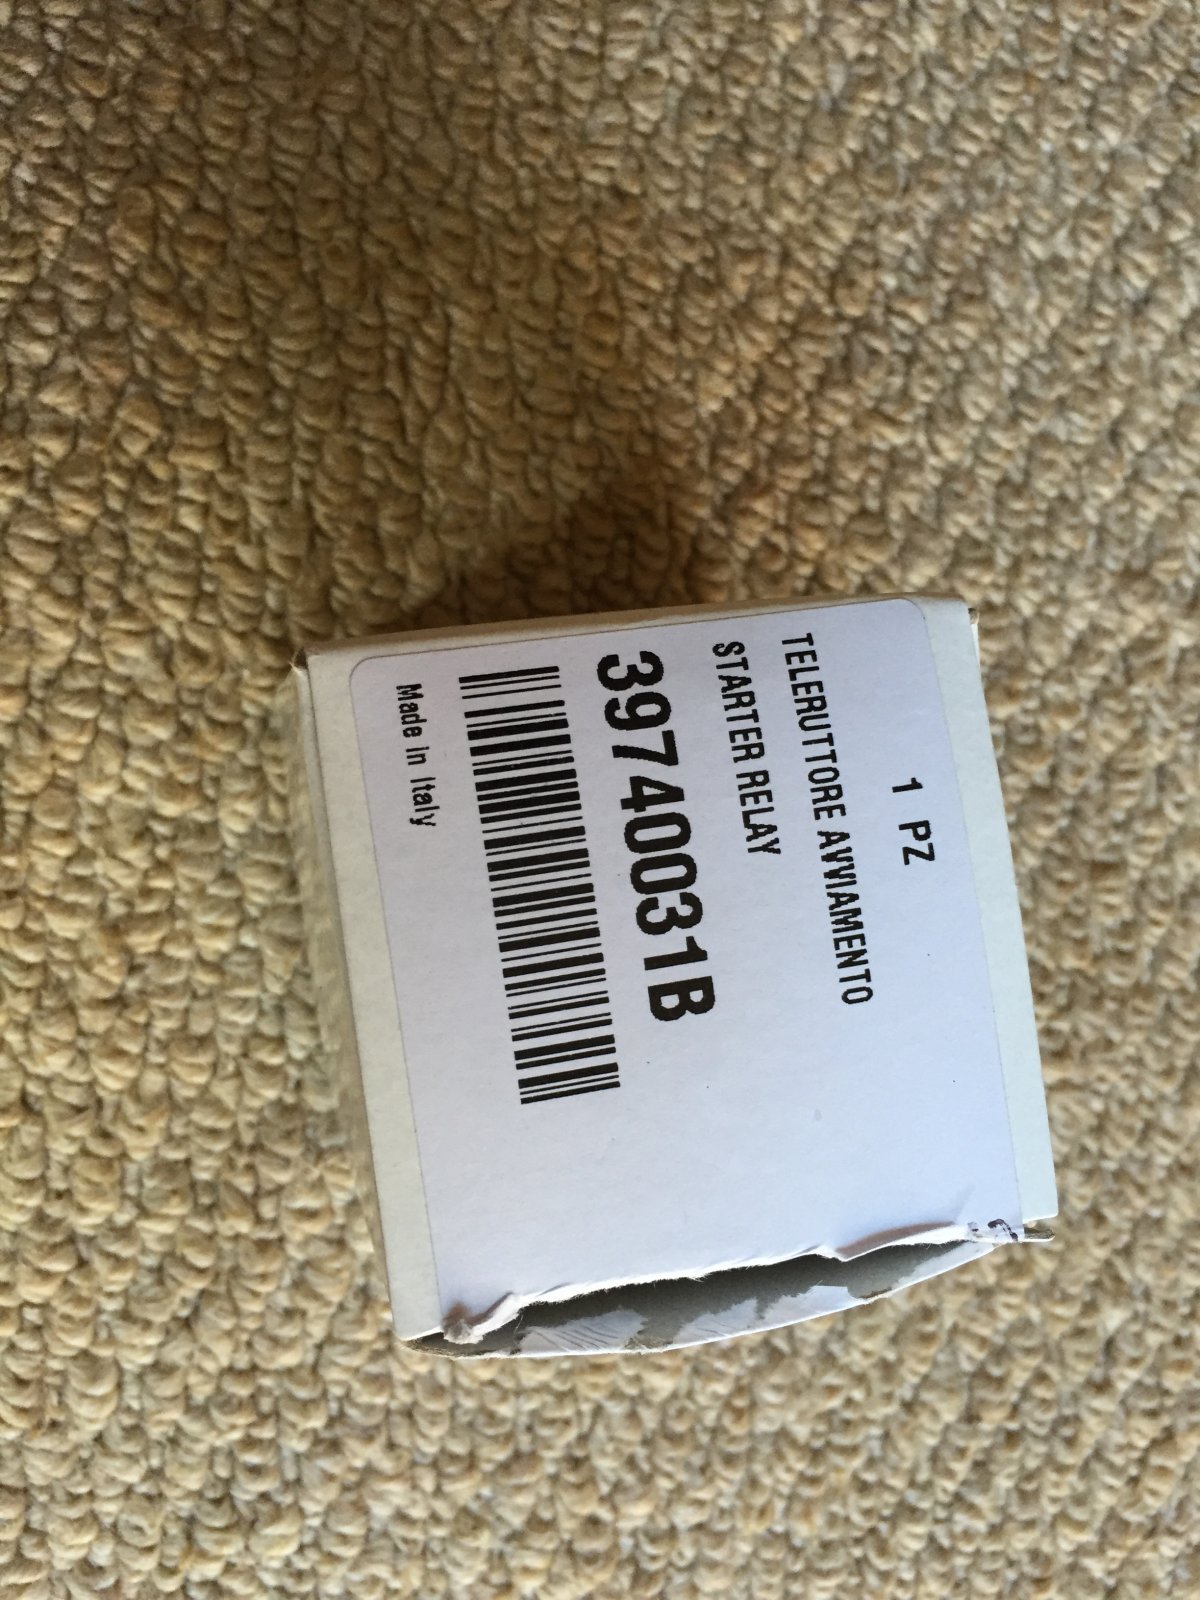 1 PZ
TELERUTTORE AVVIAMENTO
STARTER RELAY
39740031B
Made in Italy